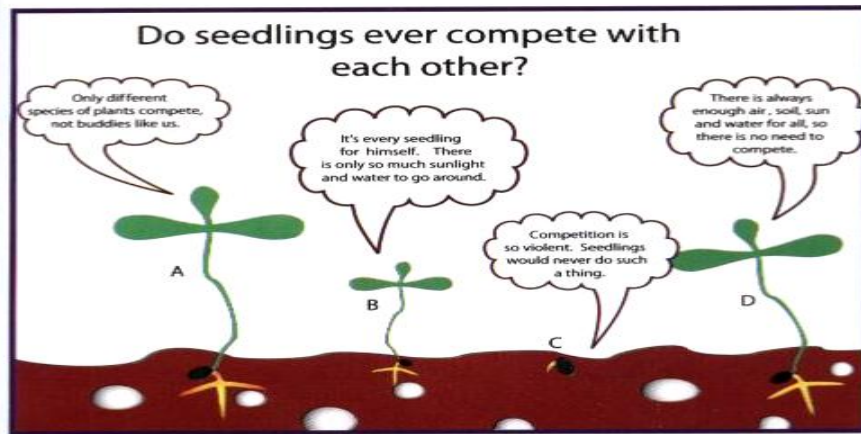 Do seedlings ever compete with
each other?
Only different
species of plants compete,
not buddies like us.
It's every seedling
for himself. There
is only so much sunlight
and water to go around.
There is always
enough air, soil, sun
and water for all, so
there is no need to
compete.
Competition is
so violent. Seedlings
would never do such
a thing.
A
B
C
D